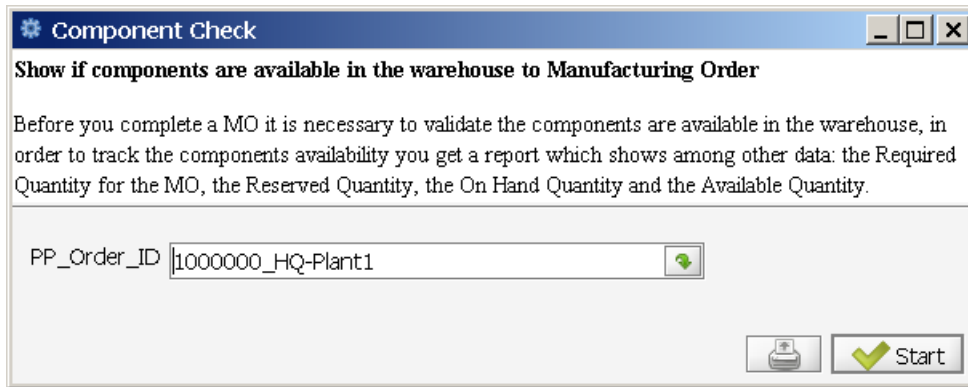 Component Check
Show if components are available in the warehouse to Manufacturing Order
Before you complete a MO it is necessary to validate the components are available in the warehouse, in
order to track the components availability you get a report which shows among other data: the Required
Quantity for the MO, the Reserved Quantity, the On Hand Quantity and the Available Quantity.
PP_Order_ID 1000000_HQ-Plant1
Start